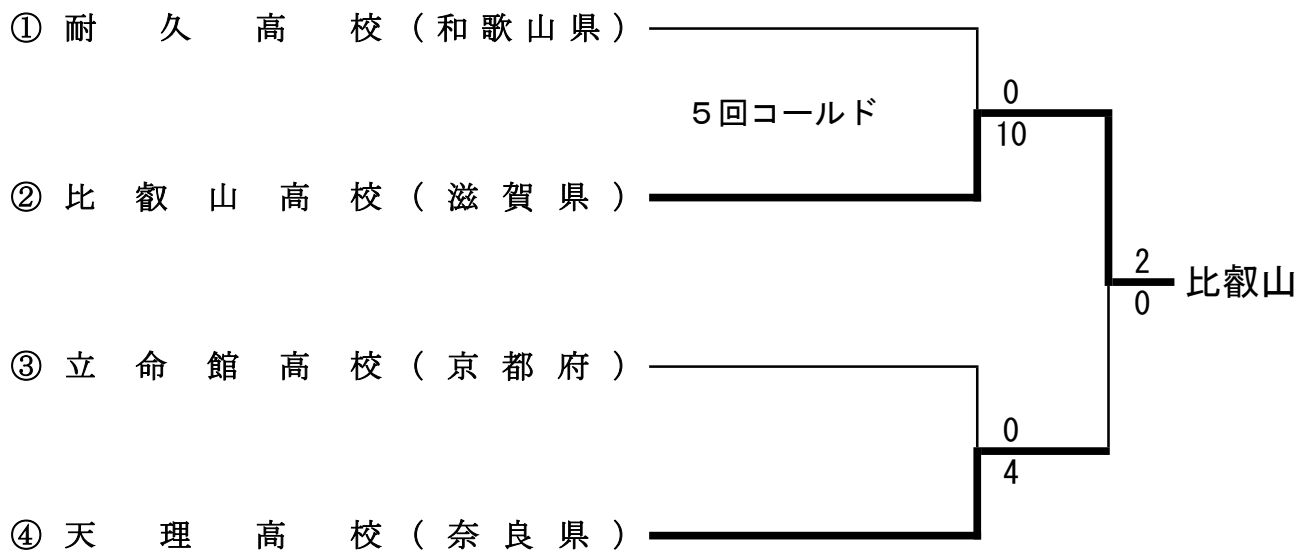 ① 耐久高校(和歌山県)
0
5回コールド
10
② 比叡山高校(滋賀県)
2
比叡山
0
③ 立命館高校(京都府)
0
4
④ 天理高校(奈良県)